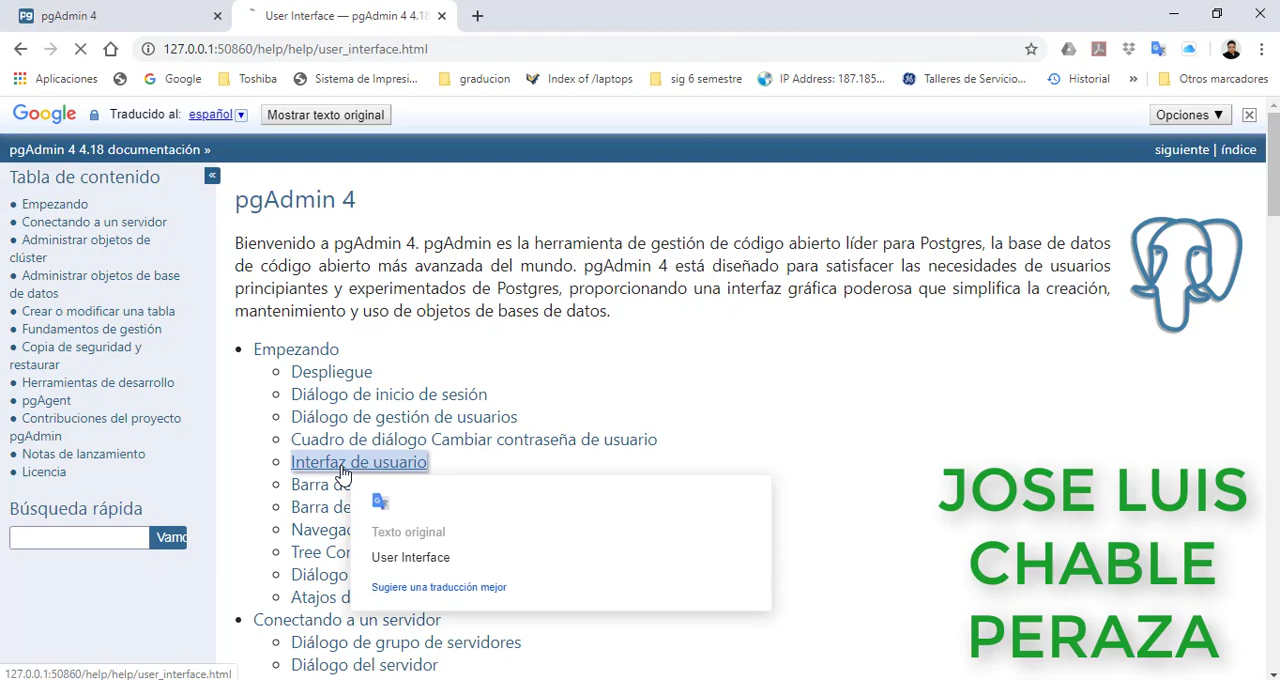 pgAdmin 4
User Interface — pgAdmin 4 4.18
127.0.0.1:50860/help/help/user_interface.html
Aplicaciones
Google
Toshiba
Sistema de Impresi...
graducion
Index of /laptops
sig 6 semestre
IP Address: 187.185...
Talleres de Servicio...
Historial
»
Otros marcadores
Google Traducido al: español Mostrar texto original Opciones ▼
pgAdmin 4 4.18 documentación » siguiente | índice
Tabla de contenido
Empezando
Conectando a un servidor
Administrar objetos de
clúster
Administrar objetos de base
de datos
Crear o modificar una tabla
Fundamentos de gestión
Copia de seguridad y
restaurar
Herramientas de desarrollo
pgAgent
Contribuciones del proyecto
pgAdmin
Notas de lanzamiento
Licencia
Búsqueda rápida
Vamo
«
pgAdmin 4
Bienvenido a pgAdmin 4. pgAdmin es la herramienta de gestión de código abierto líder para Postgres, la base de datos
de código abierto más avanzada del mundo. pgAdmin 4 está diseñado para satisfacer las necesidades de usuarios
principiantes y experimentados de Postgres, proporcionando una interfaz gráfica poderosa que simplifica la creación,
mantenimiento y uso de objetos de bases de datos.
Empezando
Despliegue
Diálogo de inicio de sesión
Diálogo de gestión de usuarios
Cuadro de diálogo Cambiar contraseña de usuario
Interfaz de usuario
Barra de
Barra de
Navegad
Tree Con
Diálogo
Atajos d
Texto original
User Interface
Sugiere una traducción mejor
Conectando a un servidor
Diálogo de grupo de servidores
Diálogo del servidor
JOSE LUIS
CHABLE
PERAZA
127.0.0.1:50860/help/help/user_interface.html